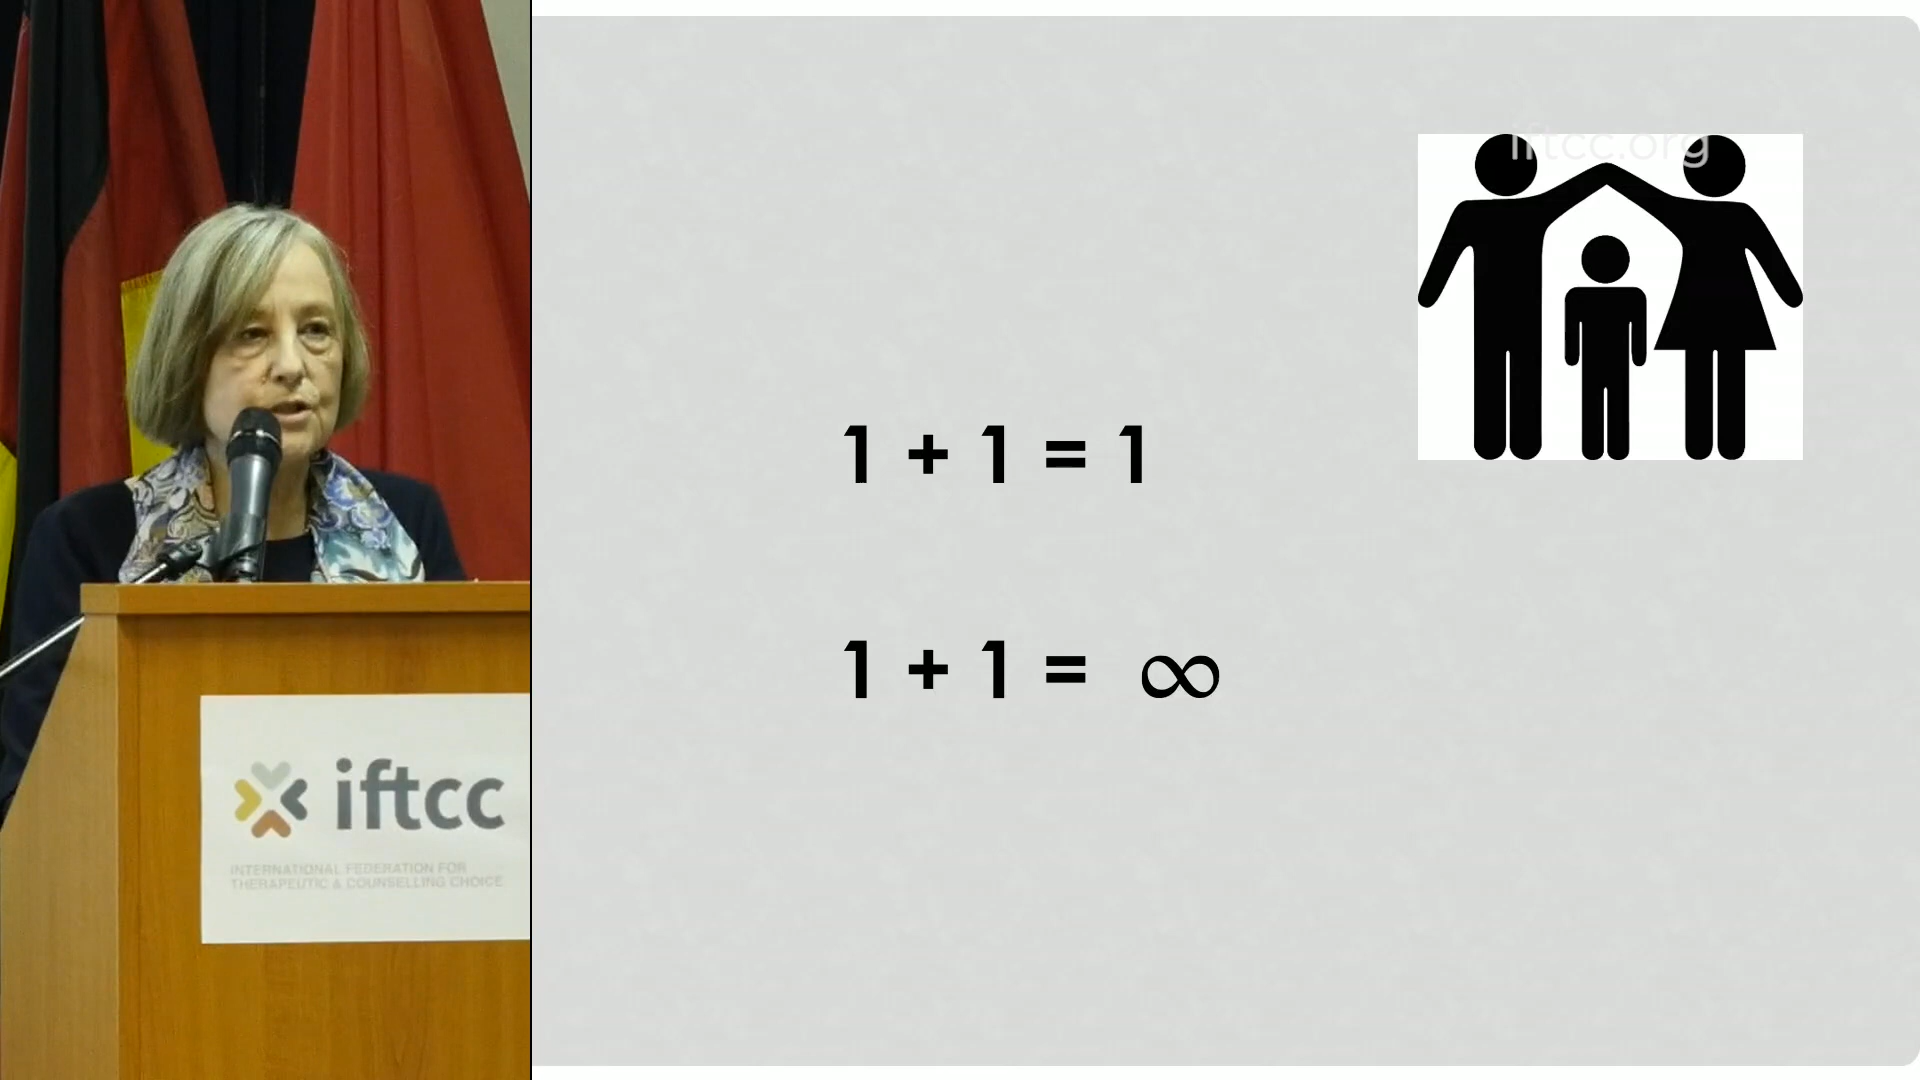 iftcc.org
1 + 1 = 1
1 + 1 = ∞
iftcc
INTERNATIONAL FEDERATION FOR
THERAPEUTIC & COUNSELLING CHOICE